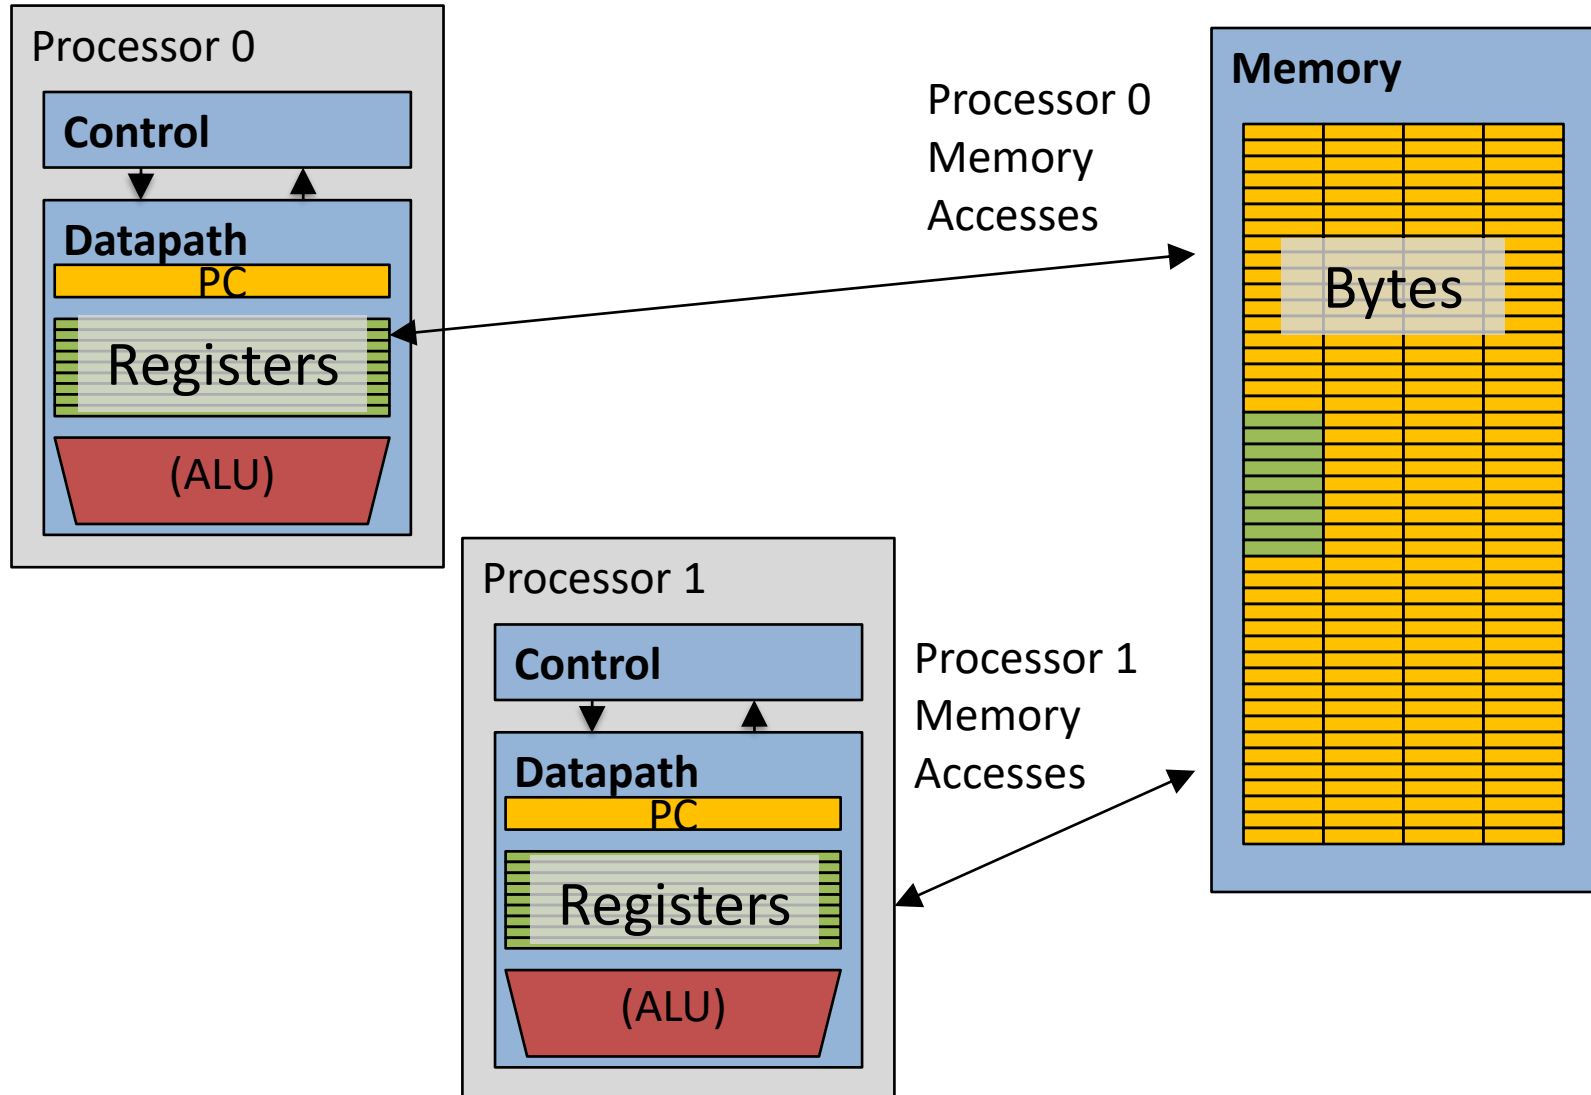 Processor 0
Control
Datapath
PC
Registers
(ALU)
Processor 0
Memory
Accesses
Memory
Bytes
Processor 1
Control
Datapath
PC
Registers
(ALU)
Processor 1
Memory
Accesses